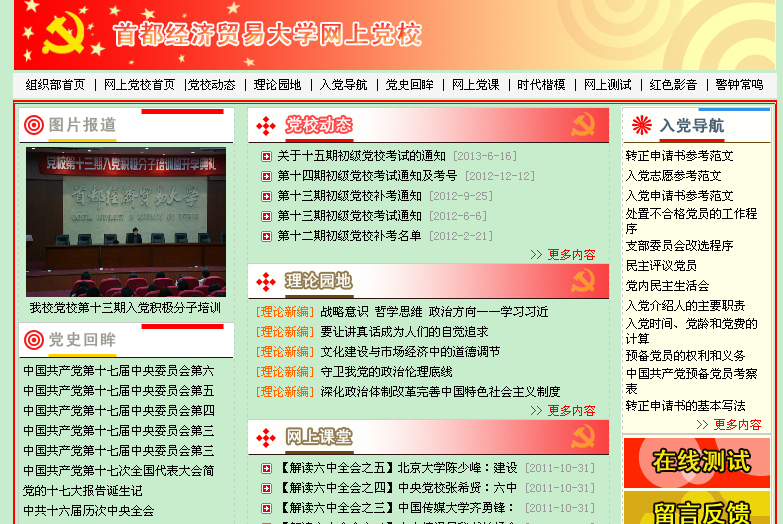 首都经济贸易大学网上党校
组织部首页 | 网上党校首页 |党校动态 | 理论园地 | 入党导航 | 党史回眸 | 网上党课 | 时代楷模 | 网上测试 | 红色影音 | 警钟常鸣
图片报道
党校第十三期入党积极分子培训暨开学典礼
首都经济贸易大学
我校党校第十三期入党积极分子培训
党史回眸
中国共产党第十七届中央委员会第六
中国共产党第十七届中央委员会第五
中国共产党第十七届中央委员会第四
中国共产党第十七届中央委员会第三
中国共产党第十七届中央委员会第三
中国共产党第十七次全国代表大会简
党的十七大报告诞生记
中共十六届历次中央全会
党校动态
关于十五期初级党校考试的通知 [2013-6-16]
第十四期初级党校考试通知及考号 [2012-12-12]
第十三期初级党校补考通知 [2012-9-25]
第十三期初级党校考试通知 [2012-6-6]
第十二期初级党校补考名单 [2012-2-21]
>> 更多内容
理论园地
[理论新编] 战略意识 哲学思维 政治方向——学习习近
[理论新编] 要让讲真话成为人们的自觉追求
[理论新编] 文化建设与市场经济中的道德调节
[理论新编] 守卫我党的政治伦理底线
[理论新编] 深化政治体制改革完善中国特色社会主义制度
>> 更多内容
网上课堂
【解读六中全会之五】北京大学陈少峰：建设 [2011-10-31]
【解读六中全会之四】中央党校张希贤：六中 [2011-10-31]
【解读六中全会之三】中国传媒大学齐勇锋： [2011-10-31]
入党导航
转正申请书参考范文
入党志愿参考范文
入党申请书参考范文
处置不合格党员的工作程
序
支部委员会改选程序
民主评议党员
党内民主生活会
入党介绍人的主要职责
入党时间、党龄和党费的
计算
预备党员的权利和义务
中国共产党预备党员考察
表
转正申请书的基本写法
>> 更多内容
在线测试
留言反馈